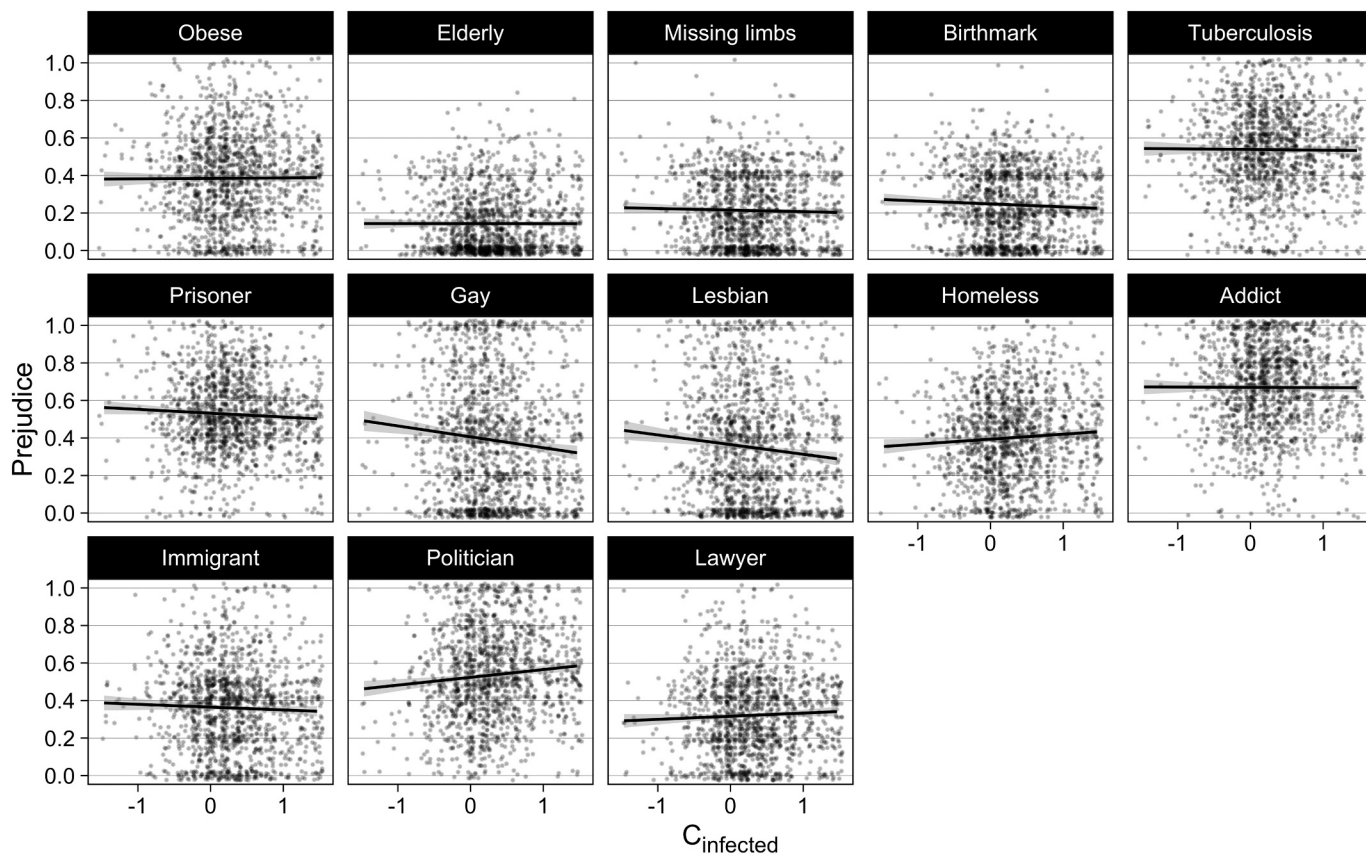 Obese Elderly Missing limbs Birthmark Tuberculosis
1.0
0.8
0.6
0.4
0.2
0.0
Prisoner Gay Lesbian Homeless Addict
1.0
0.8
0.6
0.4
0.2
0.0
-1 0 1 -1 0 1
Immigrant Politician Lawyer
1.0
0.8
0.6
0.4
0.2
0.0
-1 0 1 -1 0 1 -1 0 1
Prejudice
C infected